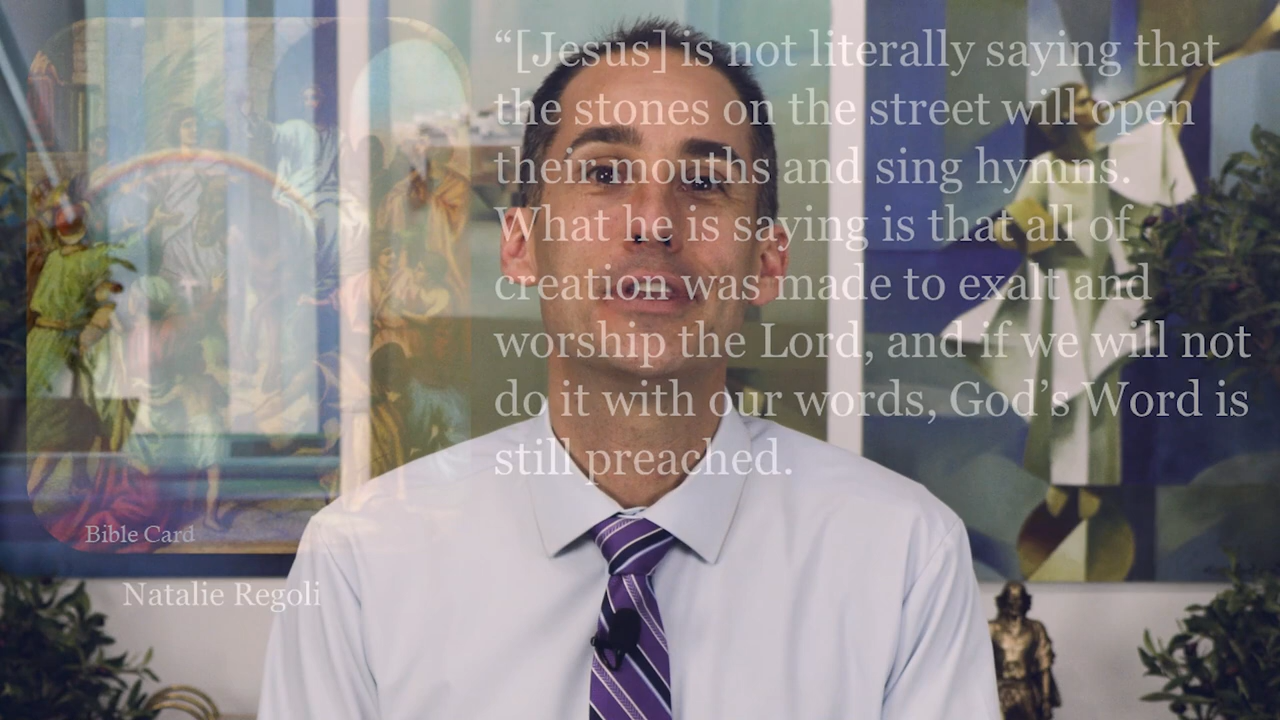 “[Jesus] is not literally saying that
the stones on the street will open
their mouths and sing hymns.
What he is saying is that all of
creation was made to exalt and
worship the Lord, and if we will not
do it with our words, God’s Word is
still preached.
Bible Card
Natalie Regoli